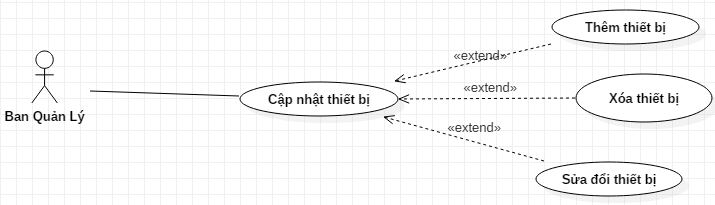 Thêm thiết bị
«extend»
«extend»
Cập nhật thiết bị
Xóa thiết bị
Ban Quản Lý
«extend»
Sửa đổi thiết bị